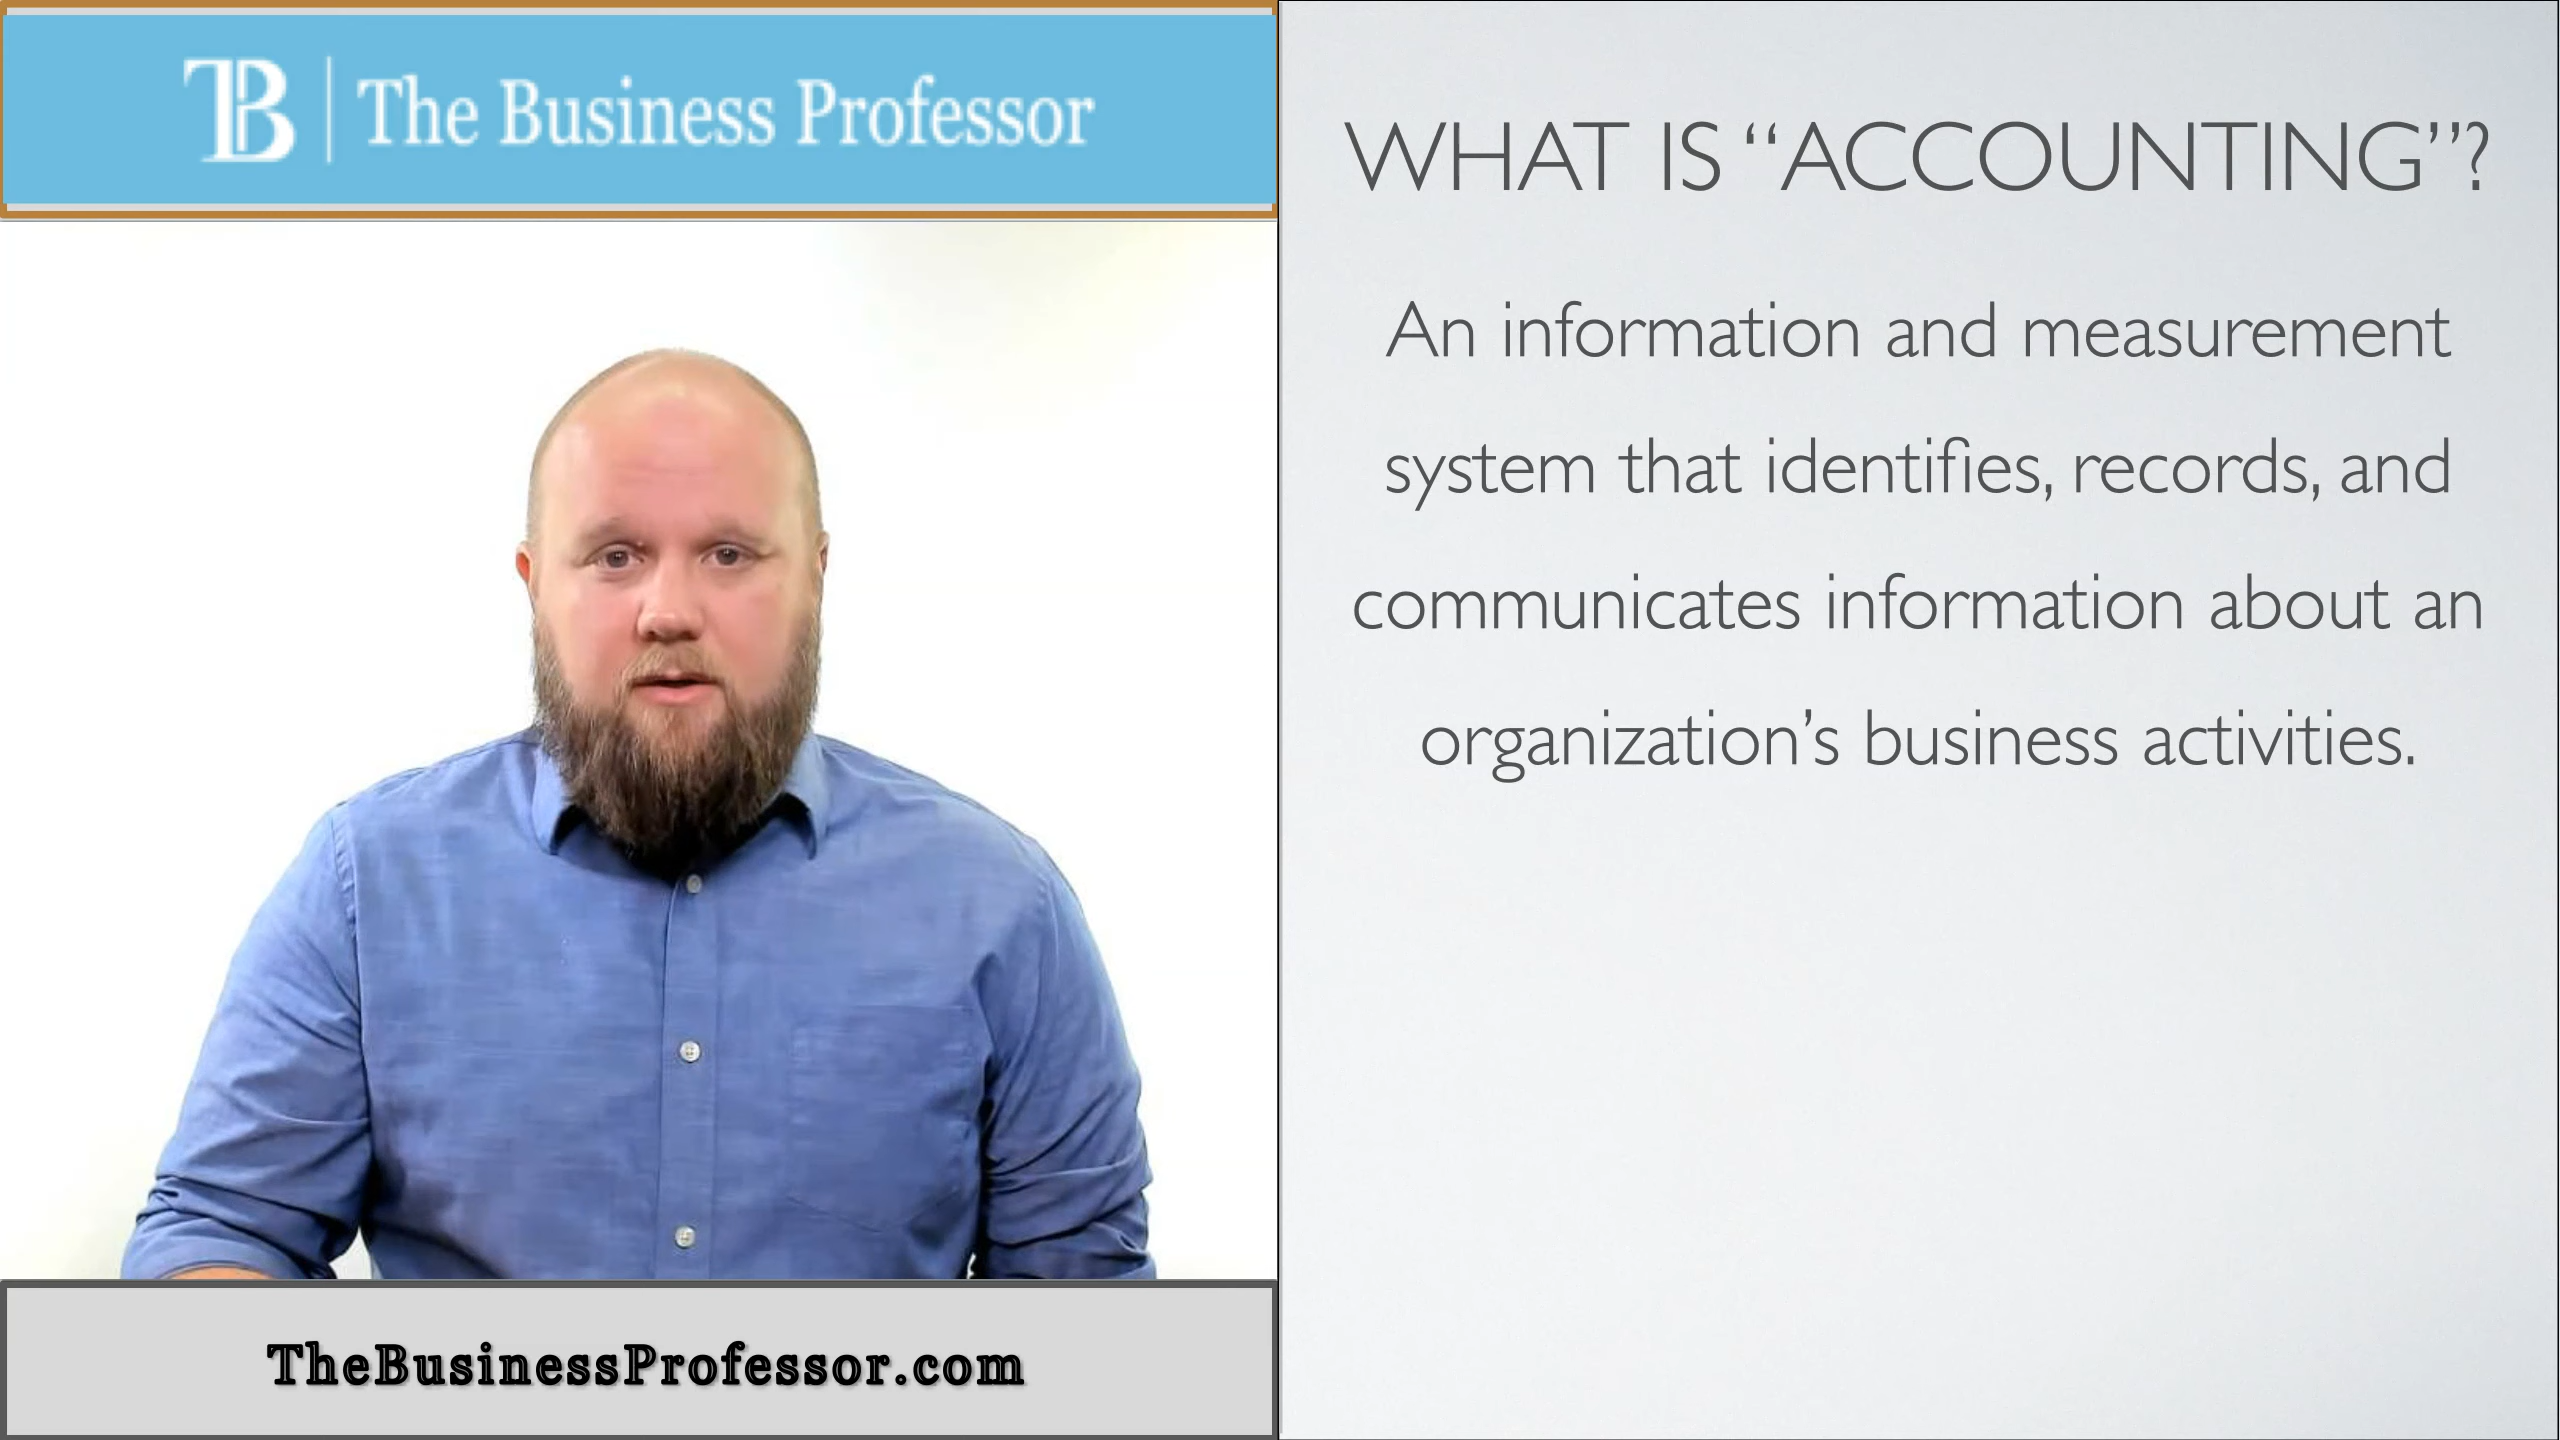 TB | The Business Professor
WHAT IS “ACCOUNTING”?
An information and measurement
system that identifies, records, and
communicates information about an
organization’s business activities.
TheBusinessProfessor.com